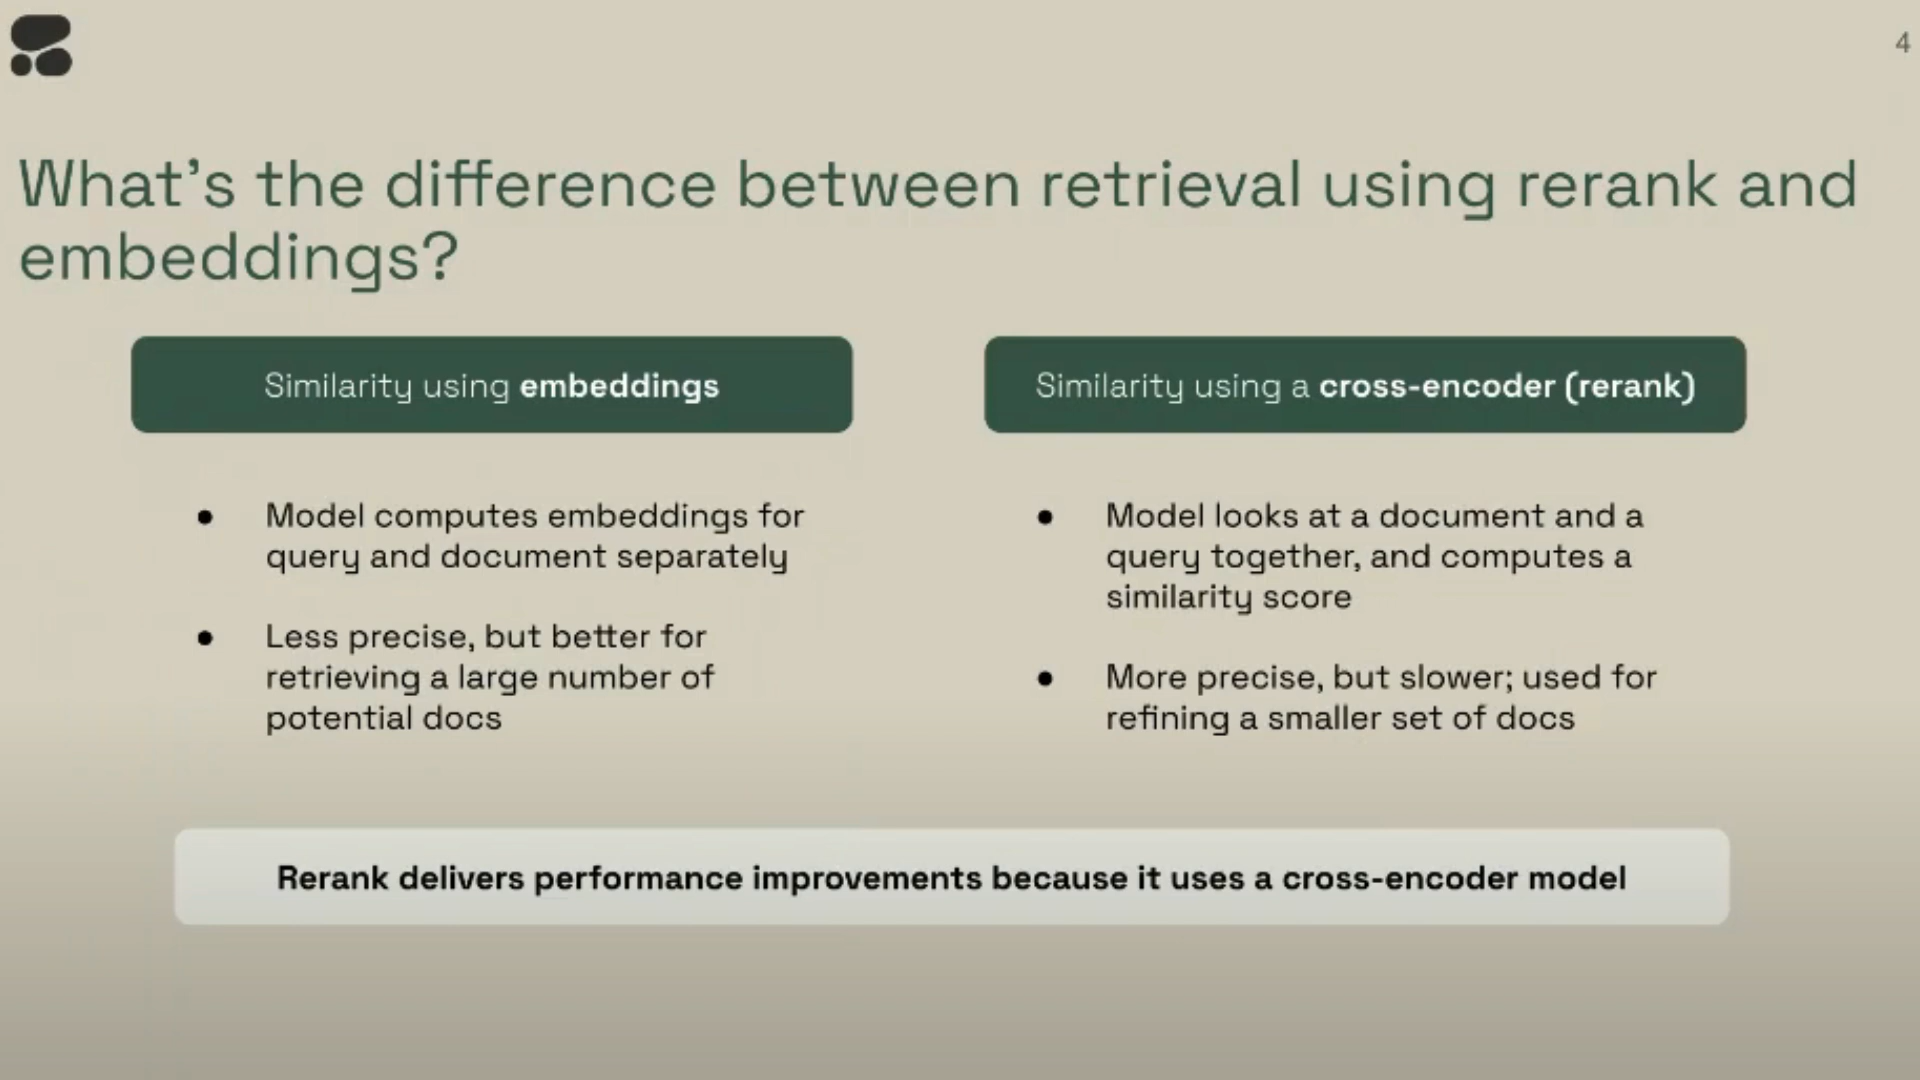 4
What’s the difference between retrieval using rerank and
embeddings?
Similarity using embeddings
● Model computes embeddings for
query and document separately
● Less precise, but better for
retrieving a large number of
potential docs
Similarity using a cross-encoder (rerank)
● Model looks at a document and a
query together, and computes a
similarity score
● More precise, but slower; used for
refining a smaller set of docs
Rerank delivers performance improvements because it uses a cross-encoder model